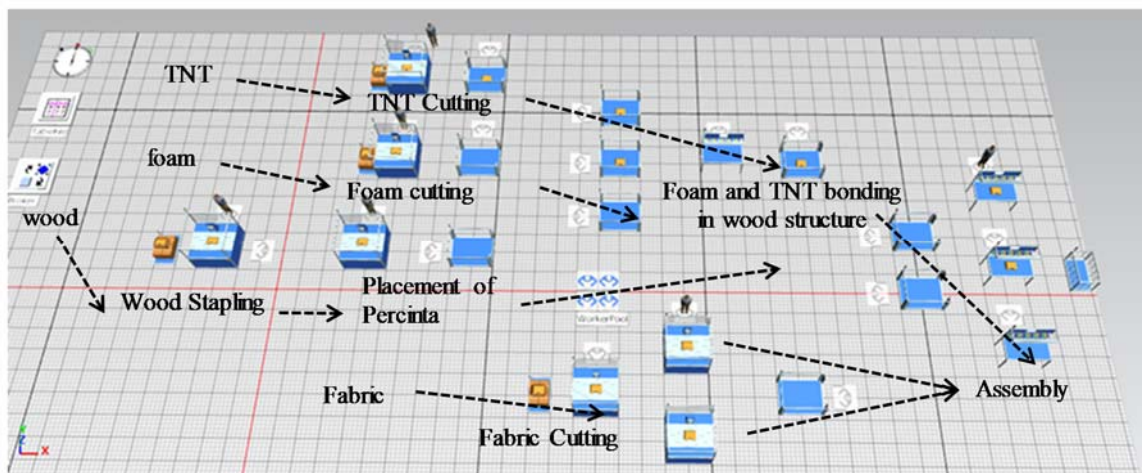 TNT
TNT Cutting
foam
Foam cutting
Foam and TNT bonding
in wood structure
wood
Wood Stapling
Placement of
Percinta
WorkerPool
Fabric
Fabric Cutting
Assembly
Z
X